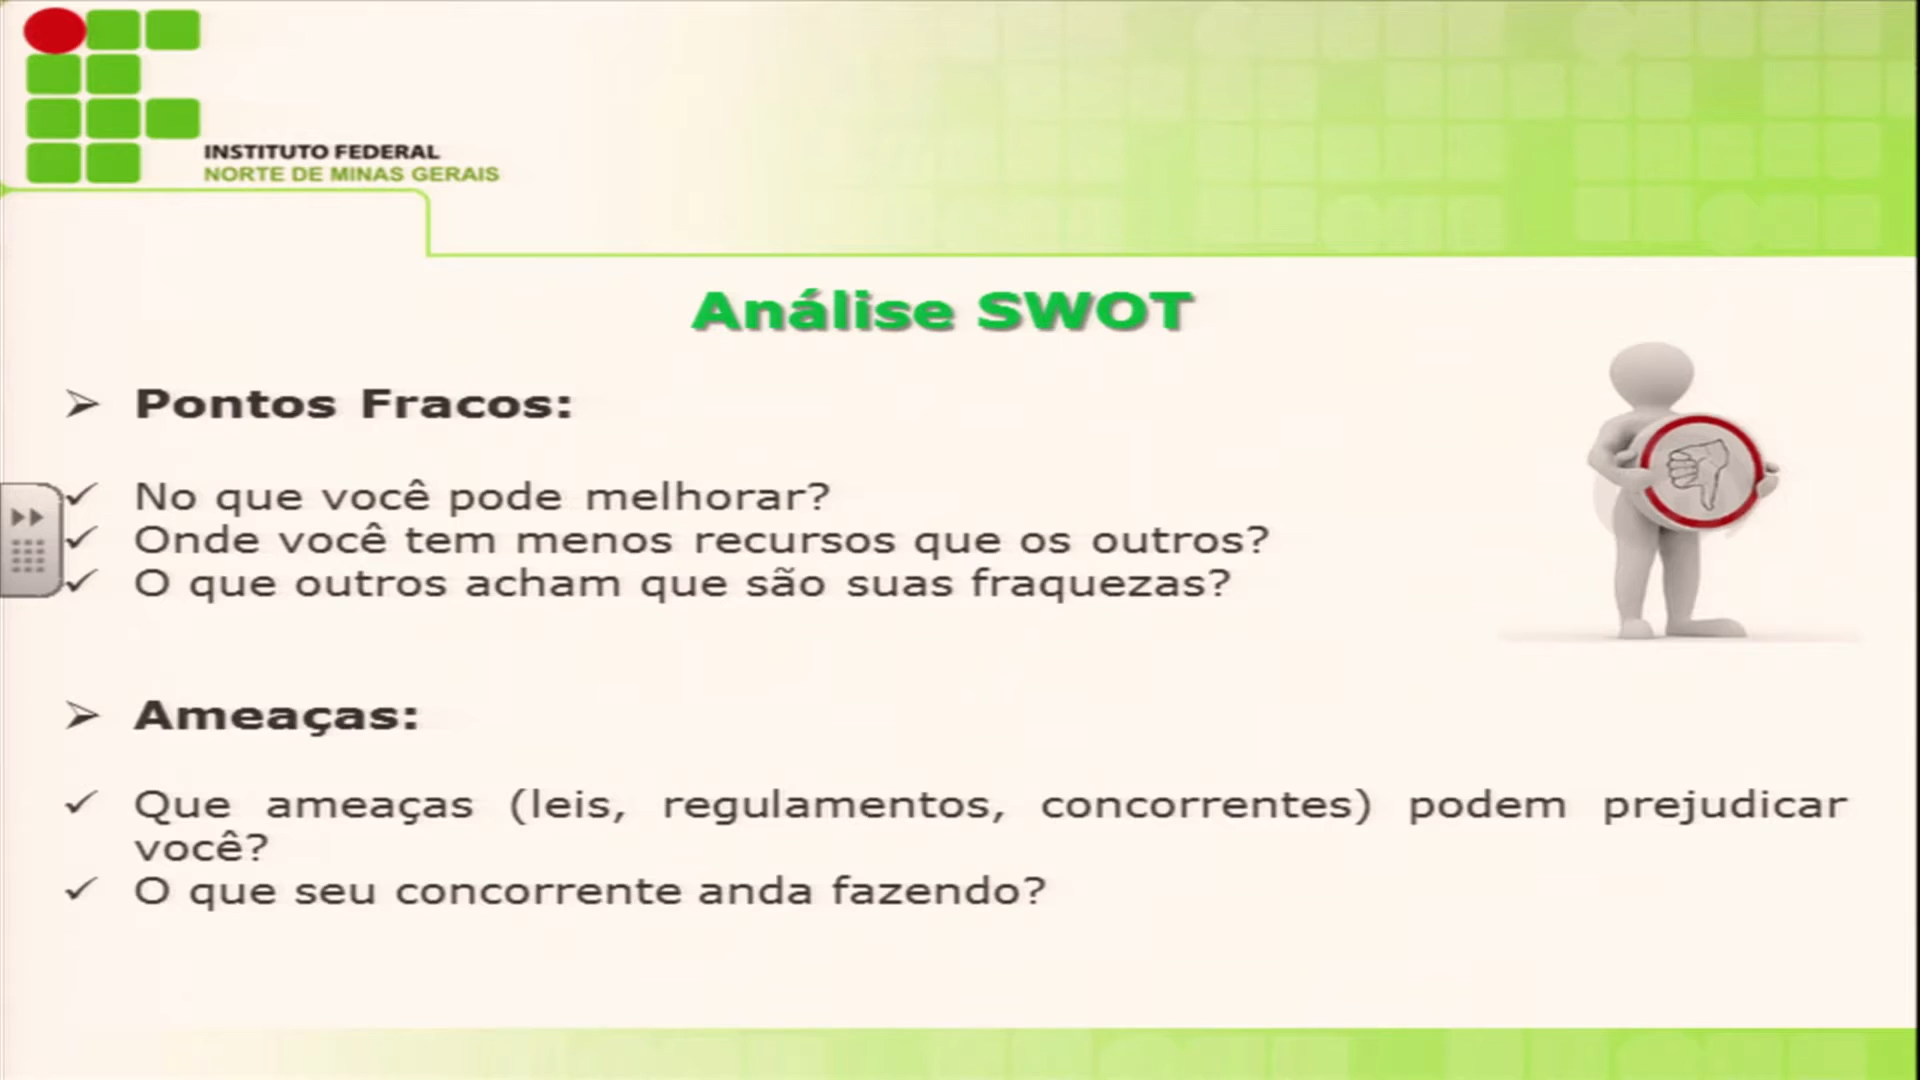 INSTITUTO FEDERAL
NORTE DE MINAS GERAIS
Análise SWOT
Pontos Fracos:
No que você pode melhorar?
Onde você tem menos recursos que os outros?
O que outros acham que são suas fraquezas?
Ameaças:
Que ameaças (leis, regulamentos, concorrentes) podem prejudicar
você?
O que seu concorrente anda fazendo?